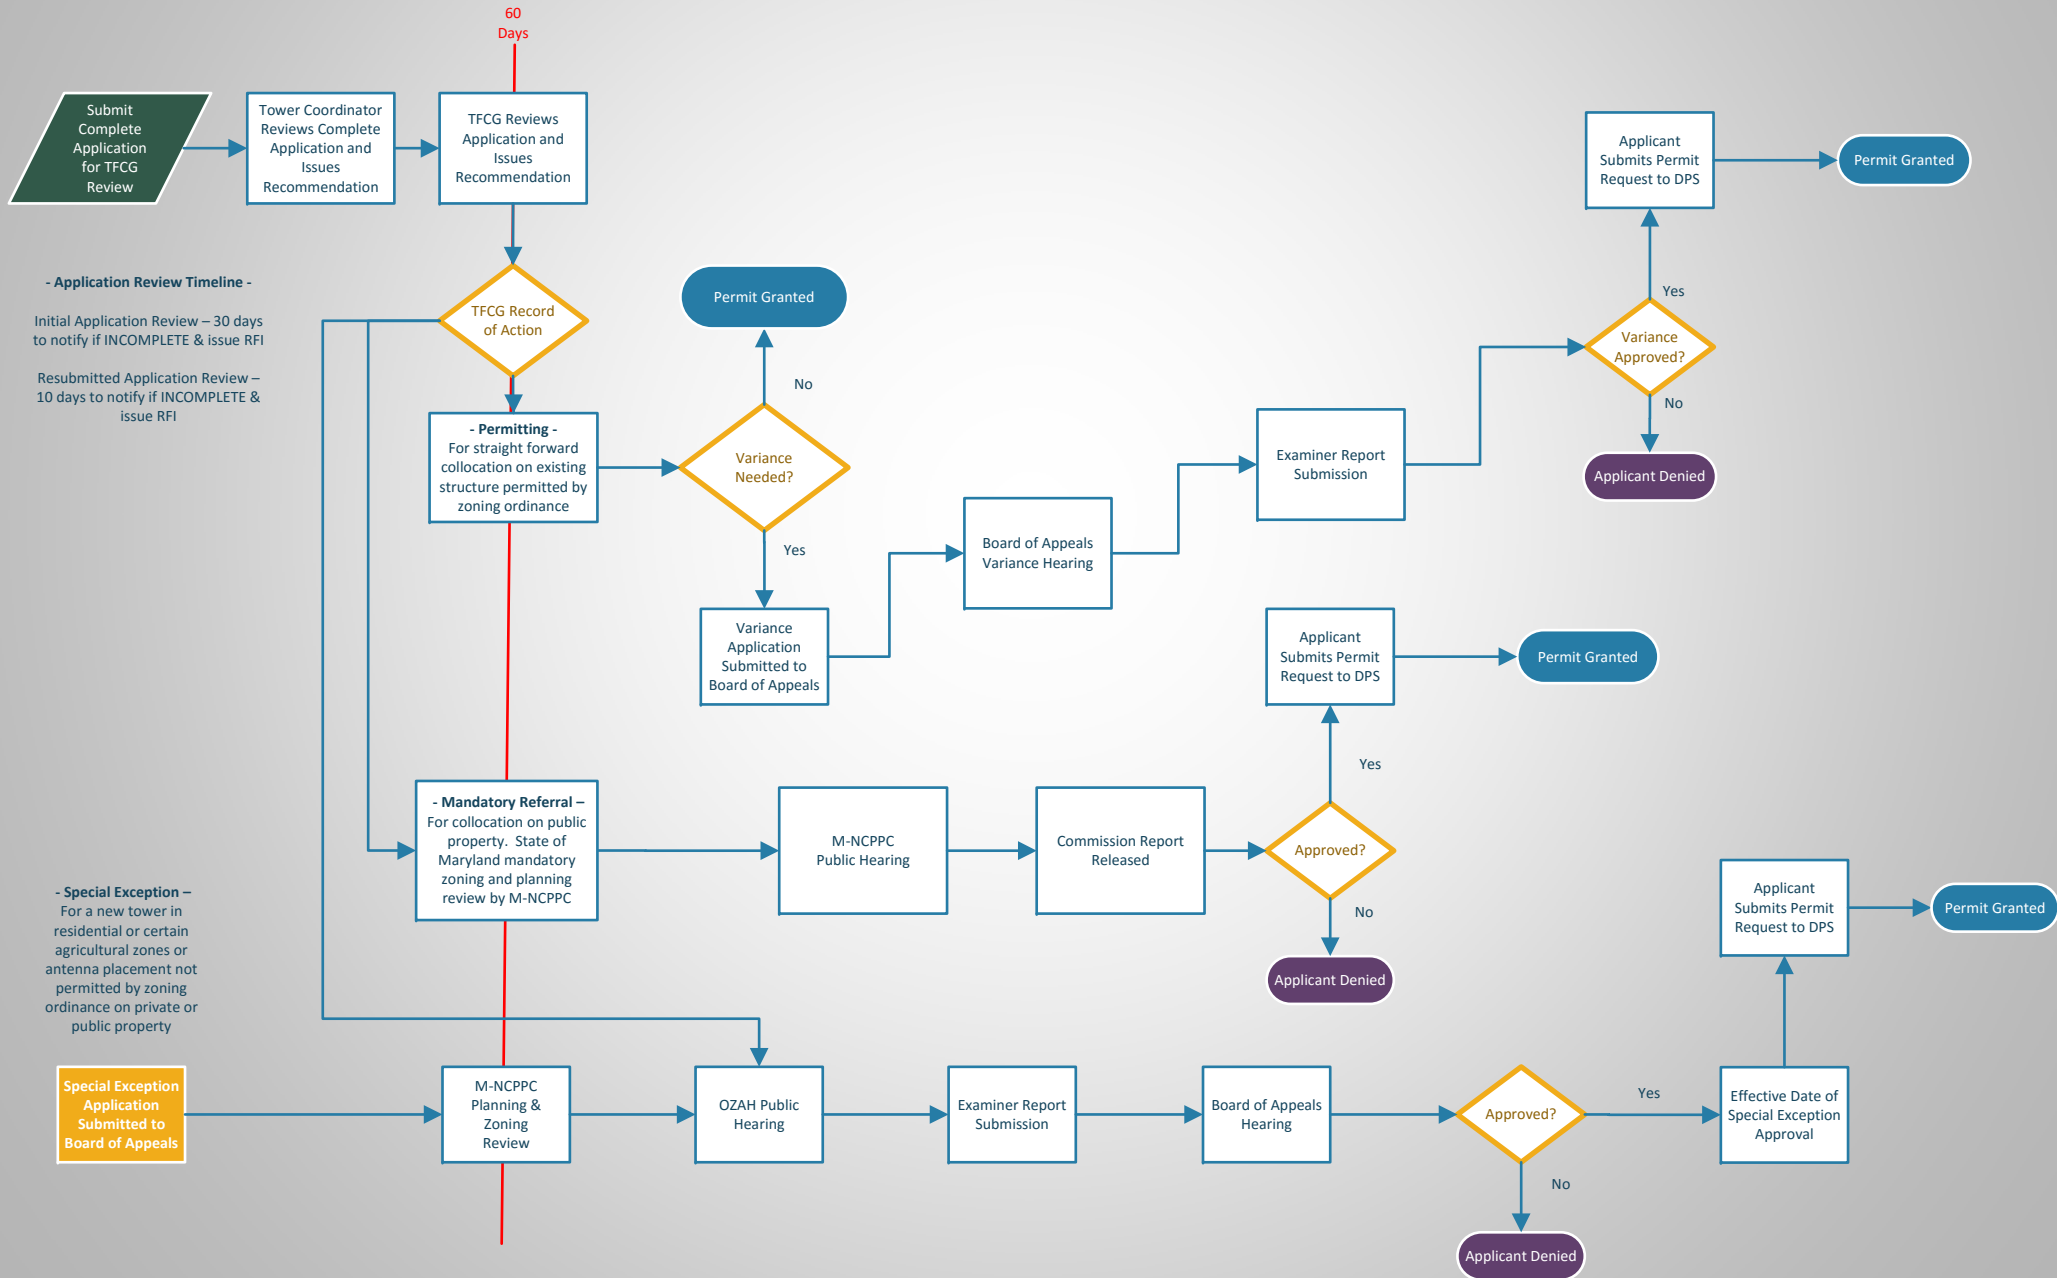 60
Days
Submit
Complete
Application
for TFCG
Review
Tower Coordinator
Reviews Complete
Application and
Issues
Recommendation
TFCG Reviews
Application and
Issues
Recommendation
Applicant
Submits Permit
Request to DPS
Permit Granted
- Application Review Timeline -
Initial Application Review – 30 days
to notify if INCOMPLETE & issue RFI
Resubmitted Application Review –
10 days to notify if INCOMPLETE &
issue RFI
TFCG Record
of Action
Permit Granted
No
Yes
Variance
Approved?
No
Applicant Denied
- Permitting -
For straight forward
collocation on existing
structure permitted by
zoning ordinance
Variance
Needed?
Yes
Examiner Report
Submission
Board of Appeals
Variance Hearing
Variance
Application
Submitted to
Board of Appeals
Applicant
Submits Permit
Request to DPS
Permit Granted
Yes
- Mandatory Referral –
For collocation on public
property.  State of
Maryland mandatory
zoning and planning
review by M-NCPPC
M-NCPPC
Public Hearing
Commission Report
Released
Approved?
No
Applicant Denied
- Special Exception –
For a new tower in
residential or certain
agricultural zones or
antenna placement not
permitted by zoning
ordinance on private or
public property
Applicant
Submits Permit
Request to DPS
Permit Granted
Special Exception
Application
Submitted to
Board of Appeals
M-NCPPC
Planning &
Zoning
Review
OZAH Public
Hearing
Examiner Report
Submission
Board of Appeals
Hearing
Approved?
Yes
Effective Date of
Special Exception
Approval
No
Applicant Denied